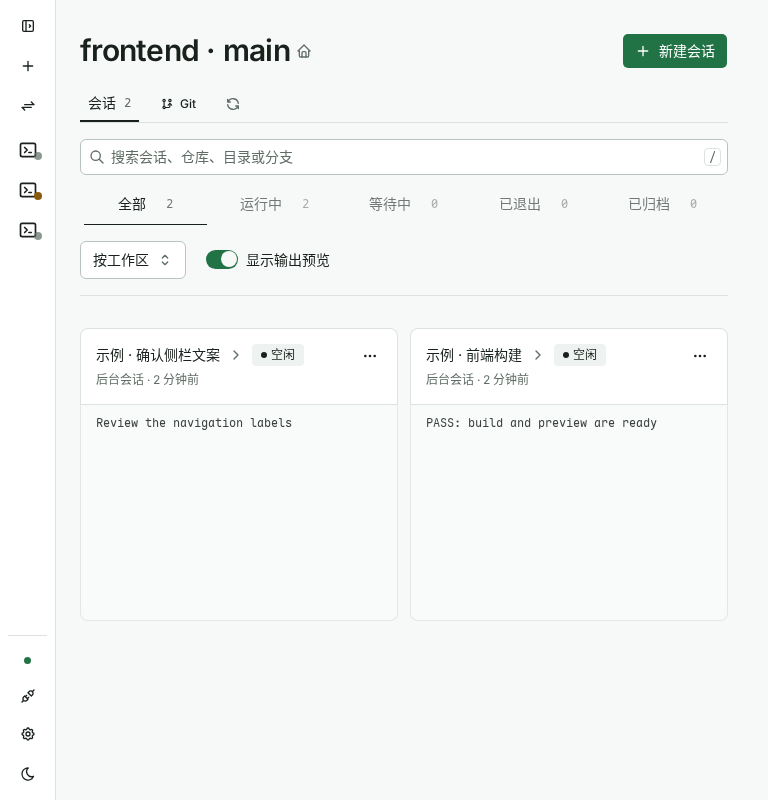 frontend · main
新建会话
会话 2
Git
搜索会话、仓库、目录或分支
/
全部 2
运行中 2
等待中 0
已退出 0
已归档 0
按工作区
显示输出预览
示例 · 确认侧栏文案
空闲
后台会话 · 2 分钟前
Review the navigation labels
示例 · 前端构建
空闲
后台会话 · 2 分钟前
PASS: build and preview are ready